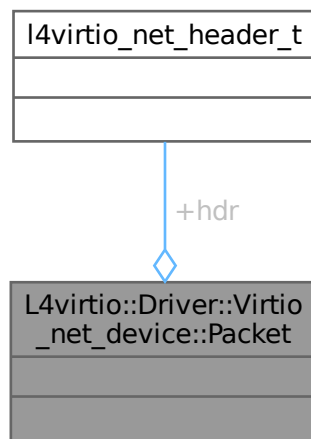 l4virtio_net_header_t
+hdr
L4virtio::Driver::Virtio
_net_device::Packet